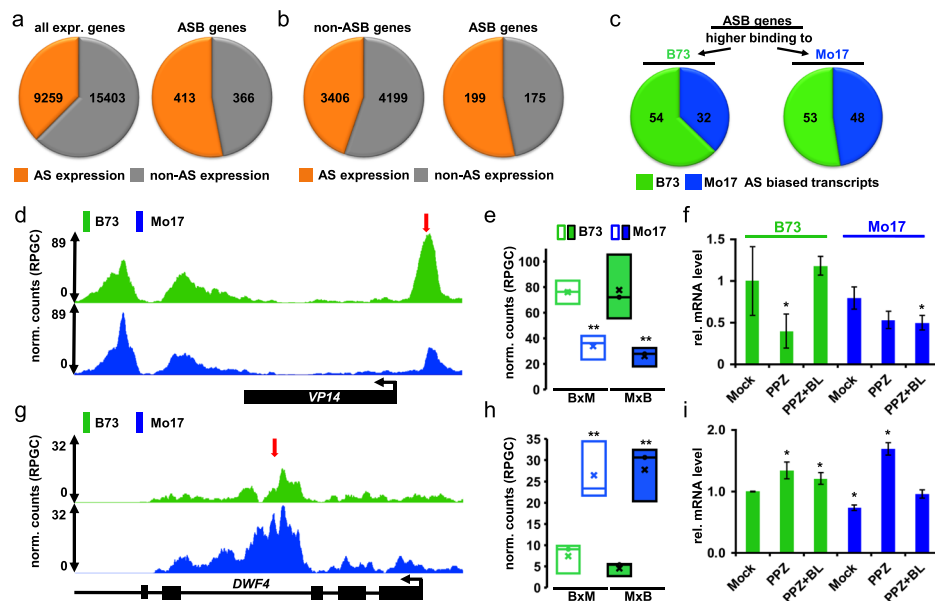 a
all expr. genes
ASB genes
9259
15403
413
366
AS expression
non-AS expression
b
non-ASB genes
ASB genes
3406
4199
199
175
AS expression
non-AS expression
c
ASB genes
higher binding to
B73
Mo17
54
32
53
48
B73
Mo17
AS biased transcripts
d
B73
Mo17
norm. counts (RPGC)
89
0
89
0
VP14
e
B73
Mo17
norm. counts (RPGC)
100
80
60
40
20
0
**
**
BxM
MxB
f
B73
Mo17
rel. mRNA level
1.5
1
0.5
0
*
*
Mock
PPZ
PPZ+BL
Mock
PPZ
PPZ+BL
g
B73
Mo17
norm. counts (RPGC)
32
0
32
0
DWF4
h
norm. counts (RPGC)
35
30
25
20
15
10
5
0
**
**
BxM
MxB
i
rel. mRNA level
2.0
1.0
0.0
*
*
*
*
Mock
PPZ
PPZ+BL
Mock
PPZ
PPZ+BL